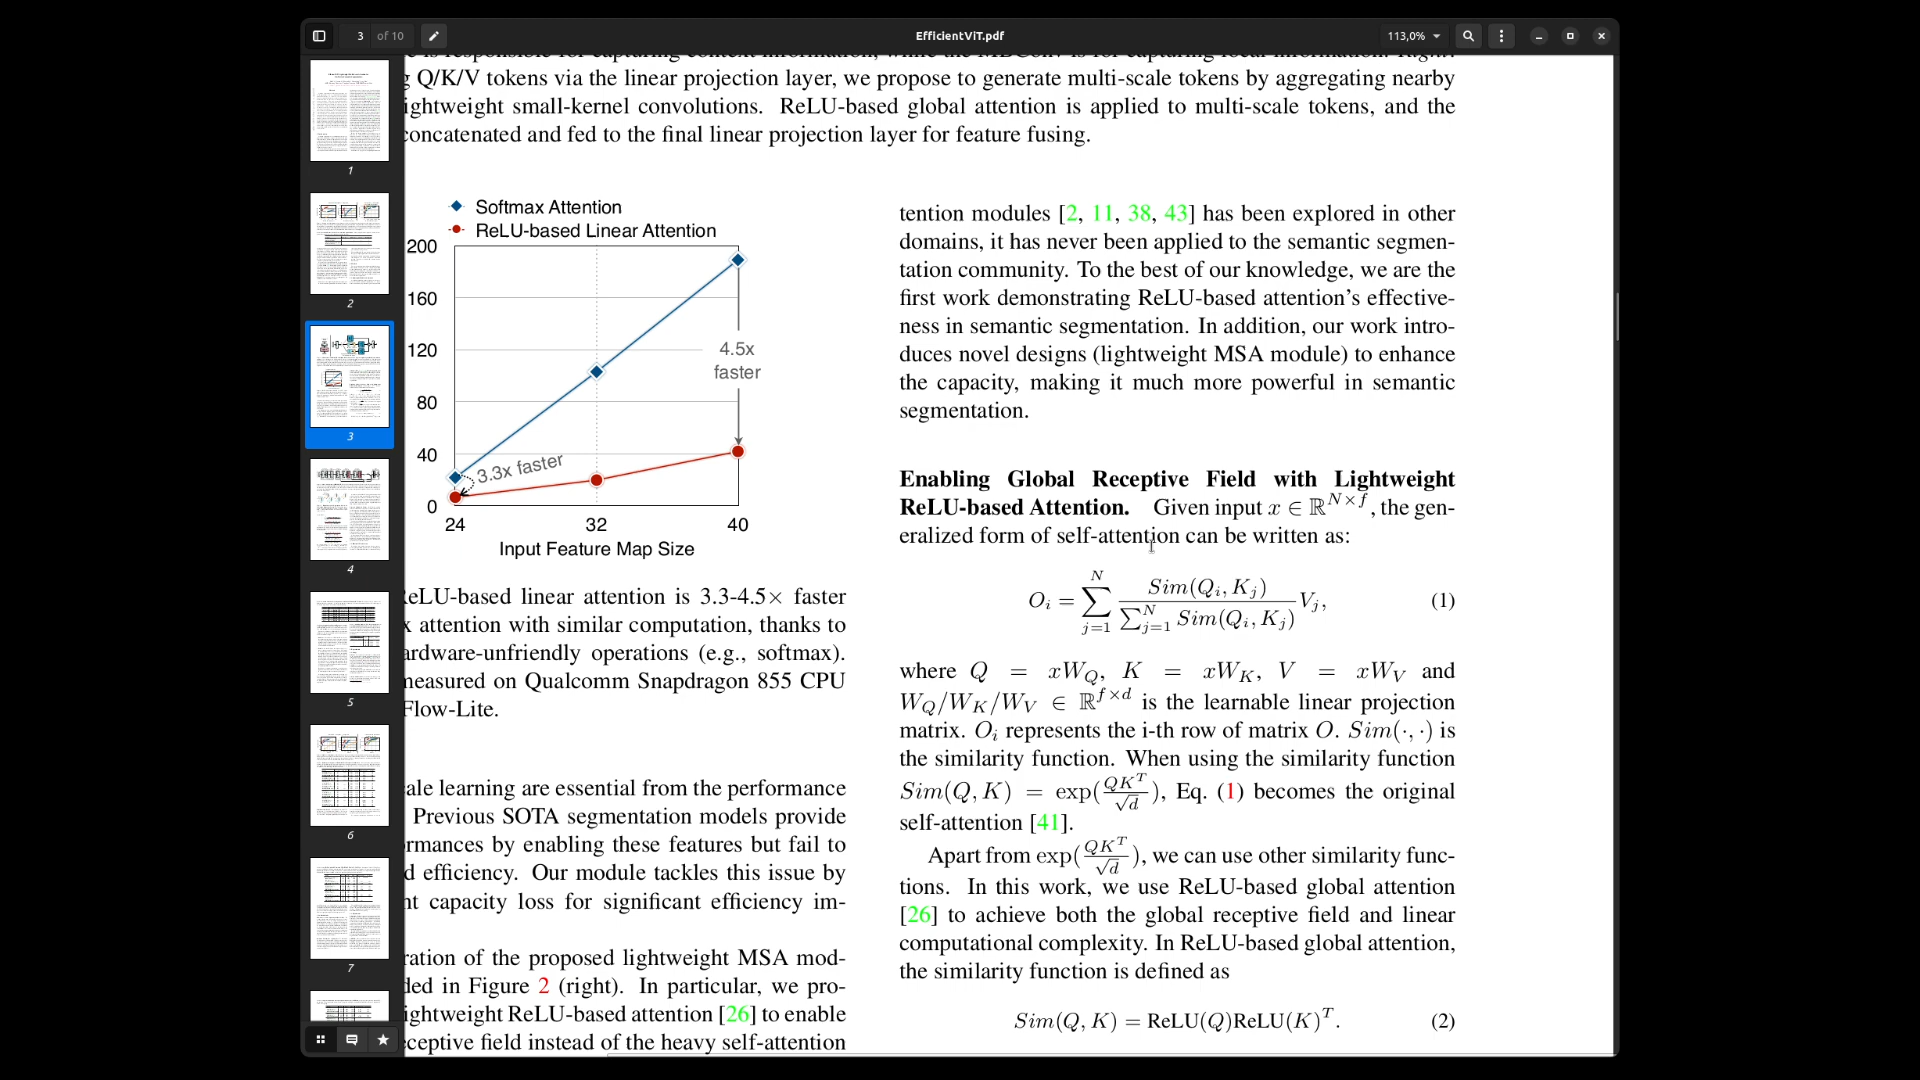 3 of 10
EfficientViT.pdf
113,0%
g Q/K/V tokens via the linear projection layer, we propose to generate multi-scale tokens by aggregating nearby
ightweight small-kernel convolutions. ReLU-based global attention is applied to multi-scale tokens, and the
concatenated and fed to the final linear projection layer for feature fusing.
Softmax Attention
ReLU-based Linear Attention
200
160
120
80
40
0
4.5x
faster
3.3x faster
24 32 40
Input Feature Map Size
ReLU-based linear attention is 3.3-4.5× faster
x attention with similar computation, thanks to
ardware-unfriendly operations (e.g., softmax).
measured on Qualcomm Snapdragon 855 CPU
Flow-Lite.
ale learning are essential from the performance
Previous SOTA segmentation models provide
rmances by enabling these features but fail to
d efficiency. Our module tackles this issue by
nt capacity loss for significant efficiency im-
ration of the proposed lightweight MSA mod-
ded in Figure 2 (right). In particular, we pro-
ightweight ReLU-based attention [26] to enable
eceptive field instead of the heavy self-attention
tention modules [2, 11, 38, 43] has been explored in other
domains, it has never been applied to the semantic segmen-
tation community. To the best of our knowledge, we are the
first work demonstrating ReLU-based attention's effective-
ness in semantic segmentation. In addition, our work intro-
duces novel designs (lightweight MSA module) to enhance
the capacity, making it much more powerful in semantic
segmentation.
Enabling Global Receptive Field with Lightweight
ReLU-based Attention. Given input x ∈ ℝ^{N×f}, the gen-
eralized form of self-attention can be written as:
O_i = ∑_{j=1}^{N} Sim(Q_i, K_j) / ∑_{j=1}^{N} Sim(Q_i, K_j) V_j, (1)
where Q = xW_Q, K = xW_K, V = xW_V and
W_Q/W_K/W_V ∈ ℝ^{f×d} is the learnable linear projection
matrix. O_i represents the i-th row of matrix O. Sim(·, ·) is
the similarity function. When using the similarity function
Sim(Q, K) = exp(QK^T/√d), Eq. (1) becomes the original
self-attention [41].
Apart from exp(QK^T/√d), we can use other similarity func-
tions. In this work, we use ReLU-based global attention
[26] to achieve both the global receptive field and linear
computational complexity. In ReLU-based global attention,
the similarity function is defined as
Sim(Q, K) = ReLU(Q)ReLU(K)^T. (2)
1
2
3
4
5
6
7